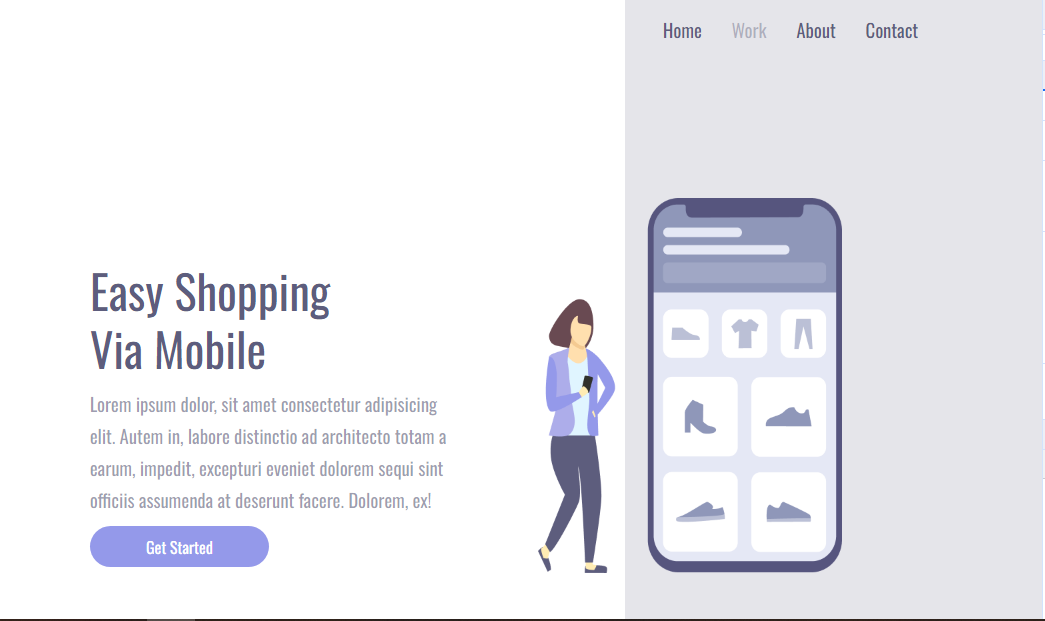 Home Work About Contact
Easy Shopping
Via Mobile
Lorem ipsum dolor, sit amet consectetur adipisicing
elit. Autem in, labore distinctio ad architecto totam a
earum, impedit, excepturi eveniet dolorem sequi sint
officiis assumenda at deserunt facere. Dolorem, ex!
Get Started